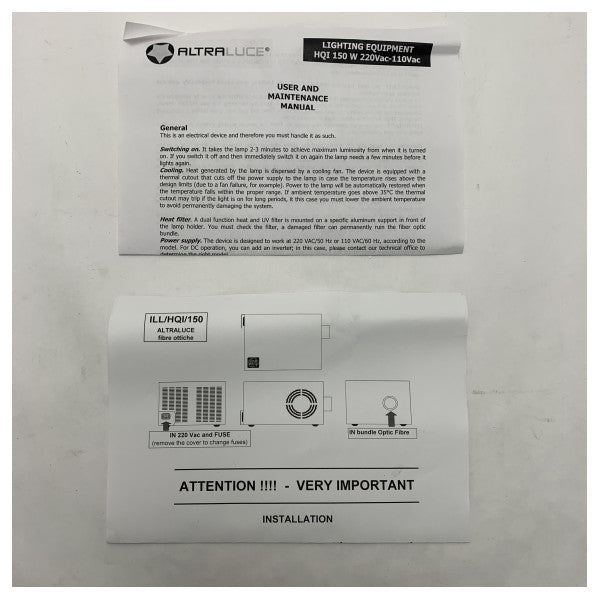 ALTRALUCE®
LIGHTING EQUIPMENT
HQI 150 W 220Vac-110Vac
USER AND
MAINTENANCE
MANUAL
General
This is an electrical device and therefore you must handle it as such.
Switching on. It takes the lamp 2-3 minutes to achieve maximum luminosity from when it is turned
on. If you switch it off and then immediately switch it on again the lamp needs a few minutes before it
lights again.
Cooling. Heat generated by the lamp is dispersed by a cooling fan. The device is equipped with a
thermal cutout that cuts off the power supply to the lamp in case the temperature rises above the
design limits (due to a fan failure, for example). Power to the lamp will be automatically restored when
the temperature falls within the proper range. If ambient temperature goes above 35°C the thermal
cutout may trip if the light is on for long periods, it this case you must lower the ambient temperature
to avoid permanently damaging the system.
Heat filter. A dual function heat and UV filter is mounted on a specific aluminum support in front of
the lamp holder. You must check the filter, a damaged filter can permanently run the fibre optic
bundle.
Power supply. The device is designed to work at 220 VAC/50 Hz or 110 VAC/60 Hz, according to the
model. For DC operation, you can add an inverter; in this case, please contact our technical office to
determine the right model.
ILL/HQI/150
ALTRALUCE
fibre ottiche
IN 220 Vac and FUSE
(remove the cover to change fuses)
IN bundle Optic Fibre
ATTENTION !!!! - VERY IMPORTANT
INSTALLATION